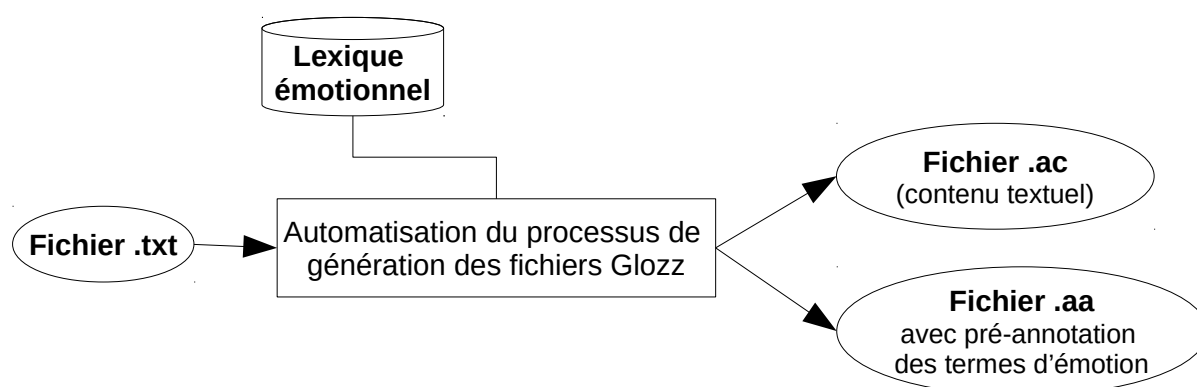 Lexique
émotionnel
Fichier .txt
Automatisation du processus de
génération des fichiers Glozz
Fichier .ac
(contenu textuel)
Fichier .aa
avec pré-annotation
des termes d’émotion